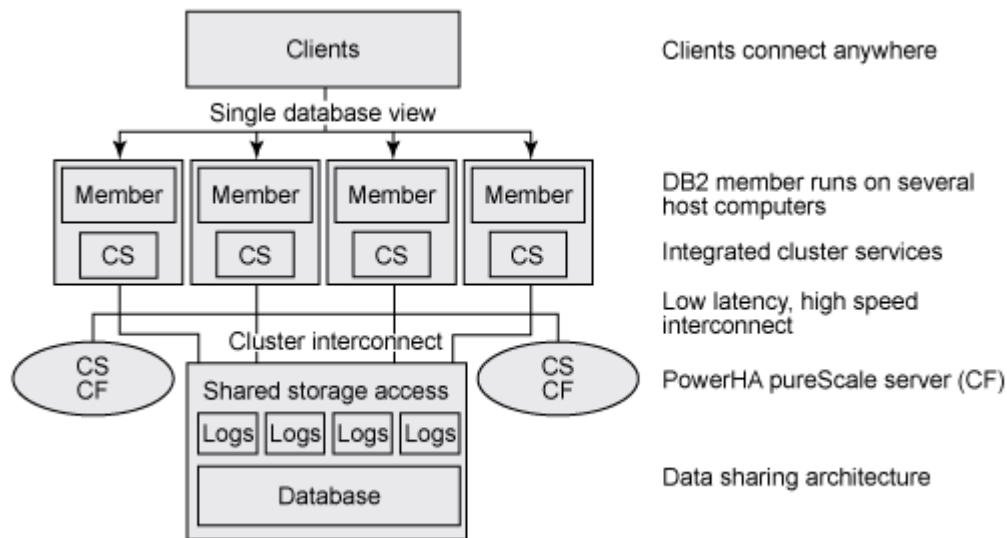 Clients
Clients connect anywhere
Single database view
Member Member Member Member
DB2 member runs on several
host computers
CS CS CS CS
Integrated cluster services
Low latency, high speed
interconnect
Cluster interconnect
CS
CF
CS
CF
PowerHA pureScale server (CF)
Shared storage access
Logs Logs Logs Logs
Database
Data sharing architecture